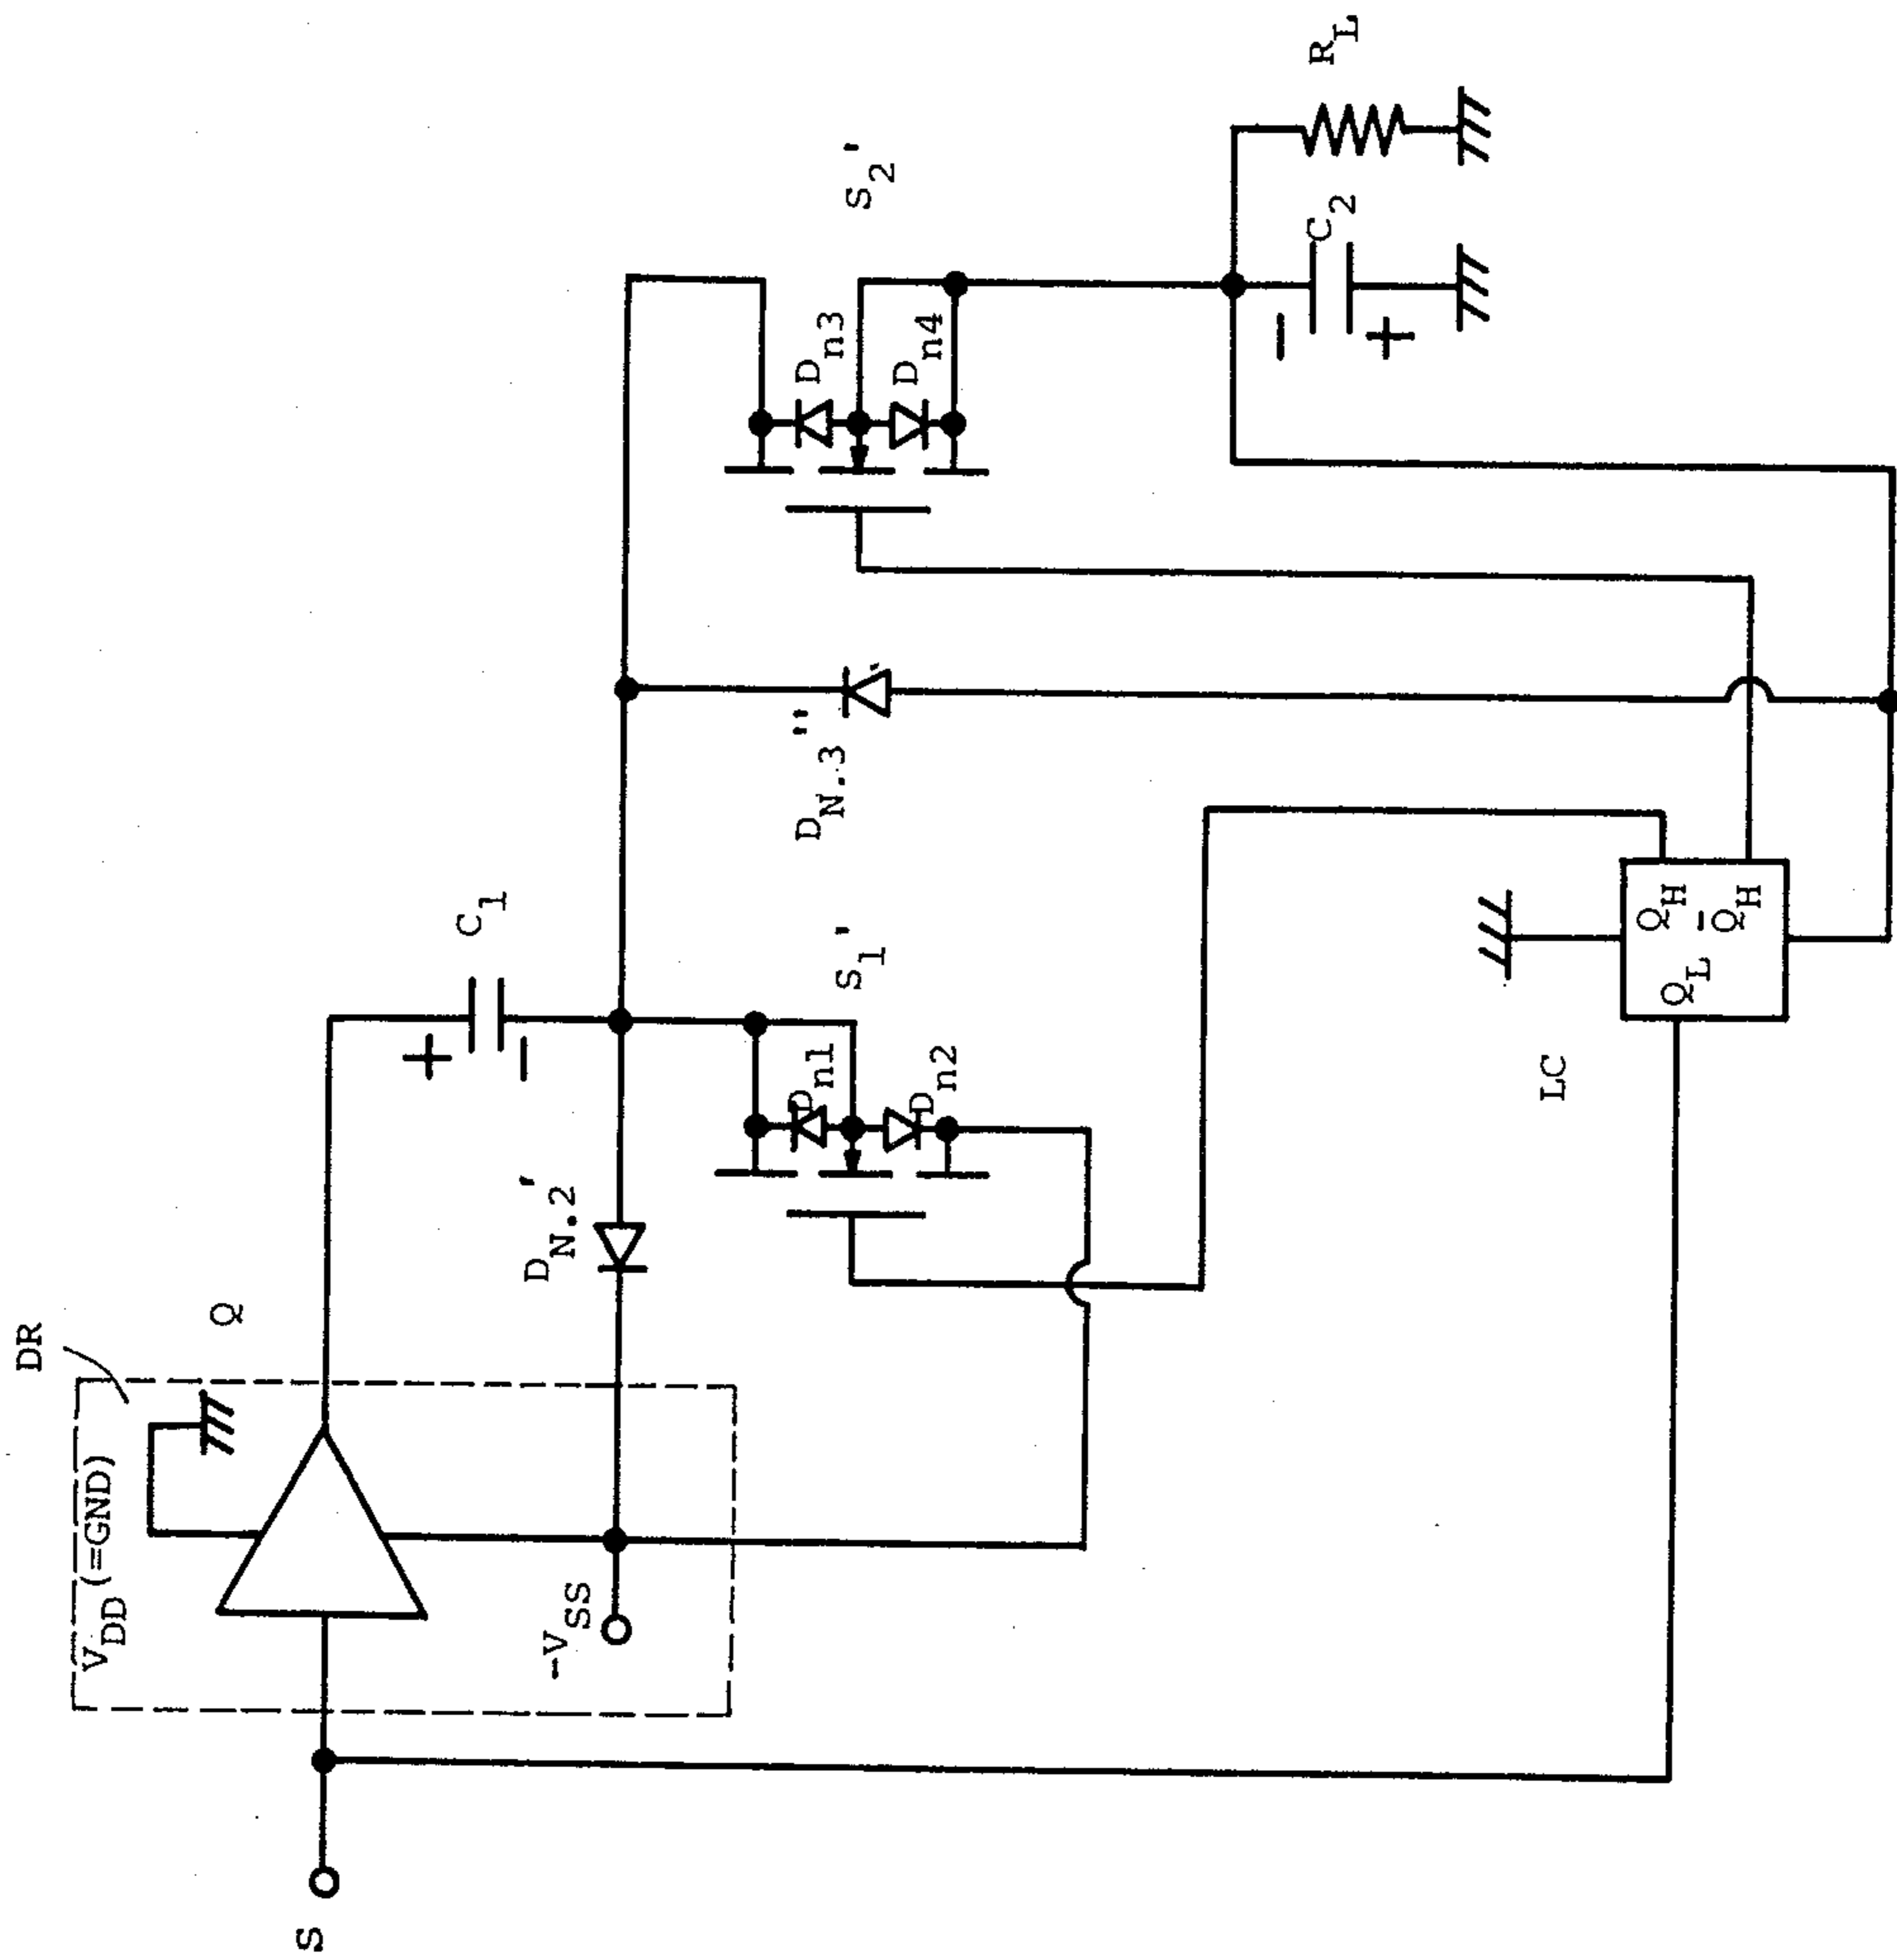 DR
V_DD (=GND)
Q
S
-V_SS
D_N.2'
C_1
S_1'
D_n1
D_n2
D_N.3''
S_2'
D_n3
D_n4
C_2
R_L
LC
Q_L
Q_H
Q̅_H
+
-
-
+